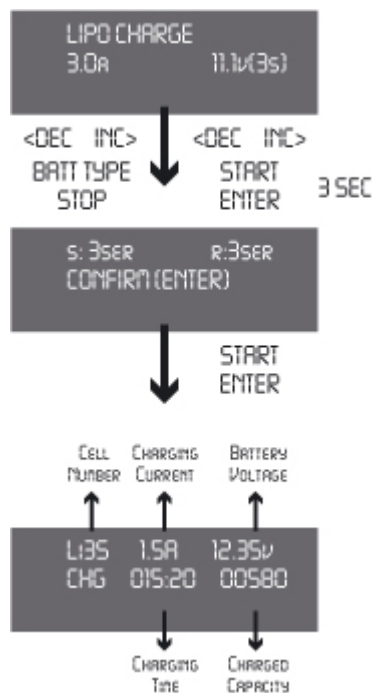 LIPO CHARGE
3.0A 11.1V(3S)
<DEC INC> <DEC INC>
BATT TYPE START
STOP ENTER 3 SEC
S: 3SER R:3SER
CONFIRM (ENTER)
START
ENTER
CELL NUMBER CHARGING CURRENT BATTERY VOLTAGE
LI3S 1.5A 12.35V
CHG 015:20 00580
CHARGING TIME CHARGED CAPACITY